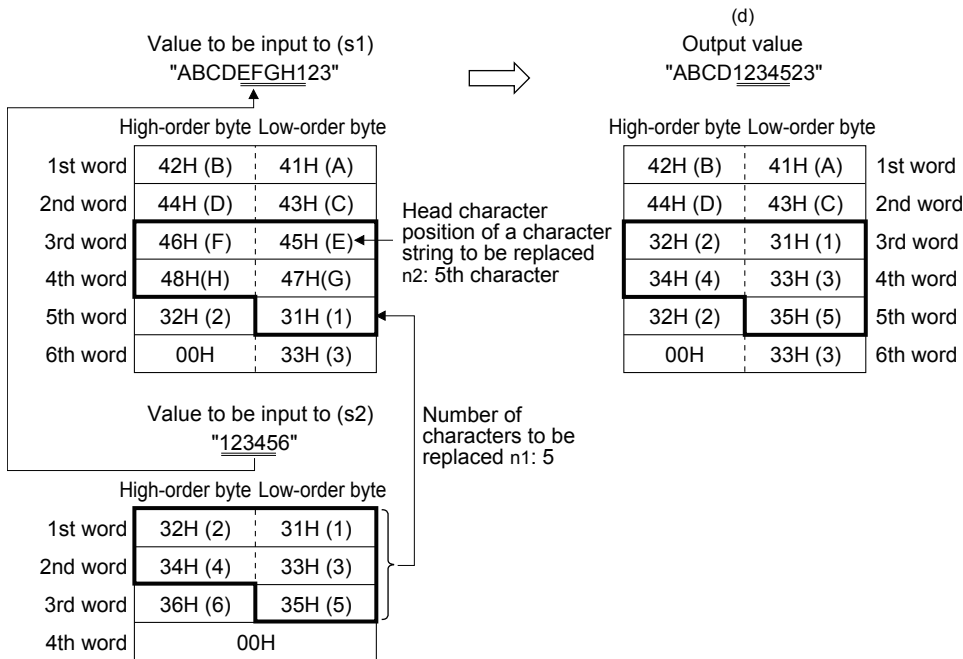 (d)
Value to be input to (s1)
"ABCDEFGH123"
Output value
"ABCD1234523"
High-order byte Low-order byte
1st word 42H (B) 41H (A)
2nd word 44H (D) 43H (C)
3rd word 46H (F) 45H (E)
4th word 48H(H) 47H(G)
5th word 32H (2) 31H (1)
6th word 00H 33H (3)
Head character
position of a character
string to be replaced
n2: 5th character
High-order byte Low-order byte
42H (B) 41H (A) 1st word
44H (D) 43H (C) 2nd word
32H (2) 31H (1) 3rd word
34H (4) 33H (3) 4th word
32H (2) 35H (5) 5th word
00H 33H (3) 6th word
Value to be input to (s2)
"123456"
Number of
characters to be
replaced n1: 5
High-order byte Low-order byte
1st word 32H (2) 31H (1)
2nd word 34H (4) 33H (3)
3rd word 36H (6) 35H (5)
4th word 00H